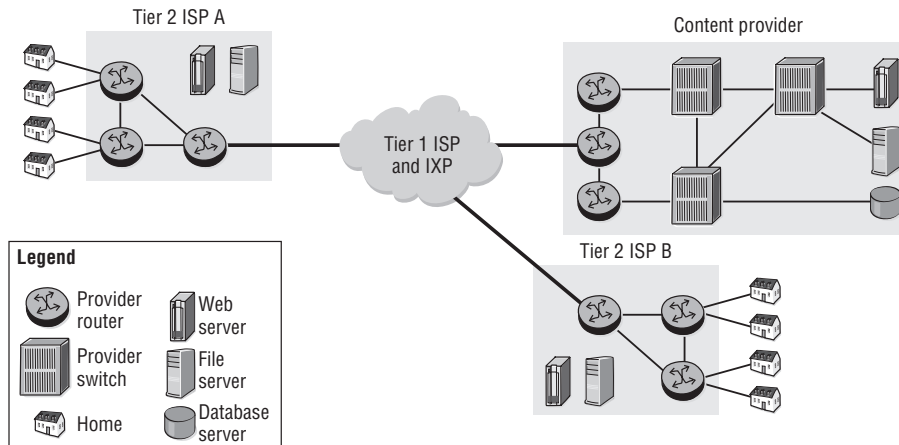 Tier 2 ISP A
Content provider
Tier 1 ISP
and IXP
Tier 2 ISP B
Legend
Provider
router
Web
server
Provider
switch
File
server
Home
Database
server